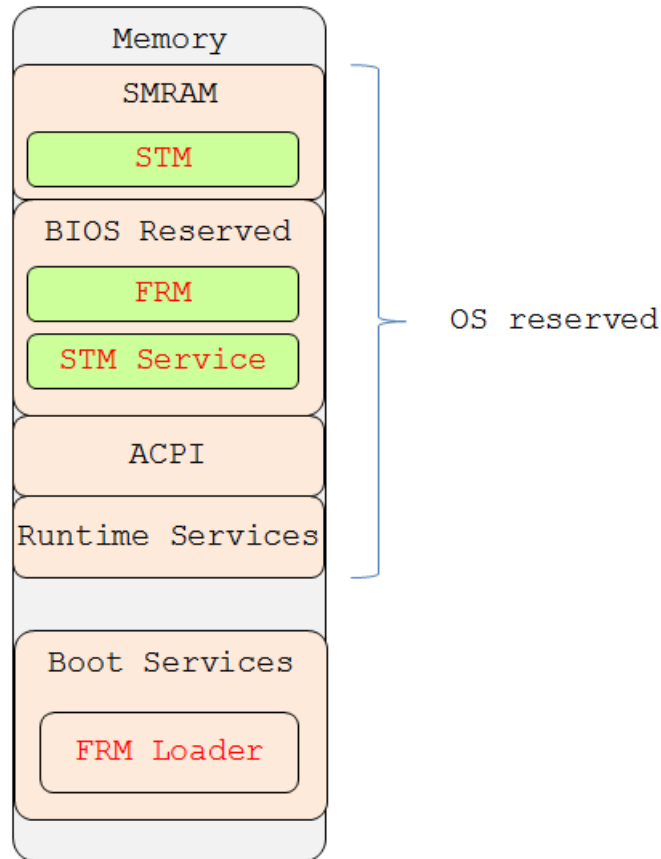 Memory
SMRAM
STM
BIOS Reserved
FRM
STM Service
OS reserved
ACPI
Runtime Services
Boot Services
FRM Loader